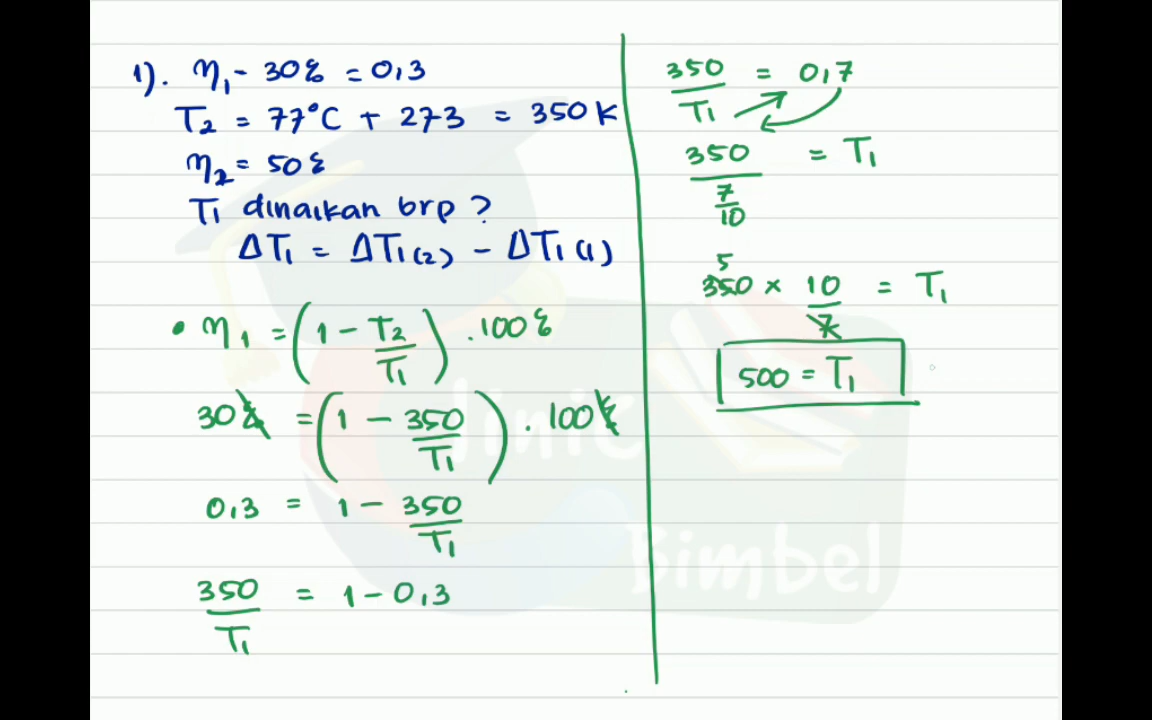 1). η₁ - 30% = 0,3
T₂ = 77°C + 273 = 350 K
η₂ = 50%
T₁ dinaikan brp ?
ΔT₁ = ΔT₁(2) - ΔT₁(1)
• η₁ = (1 - T₂/T₁) . 100%
30% = (1 - 350/T₁) . 100%
0,3 = 1 - 350/T₁
350/T₁ = 1 - 0,3
350/T₁ = 0,7
350/(7/10) = T₁
5
350 × 10/7 = T₁
500 = T₁
Jinie
Bimbel